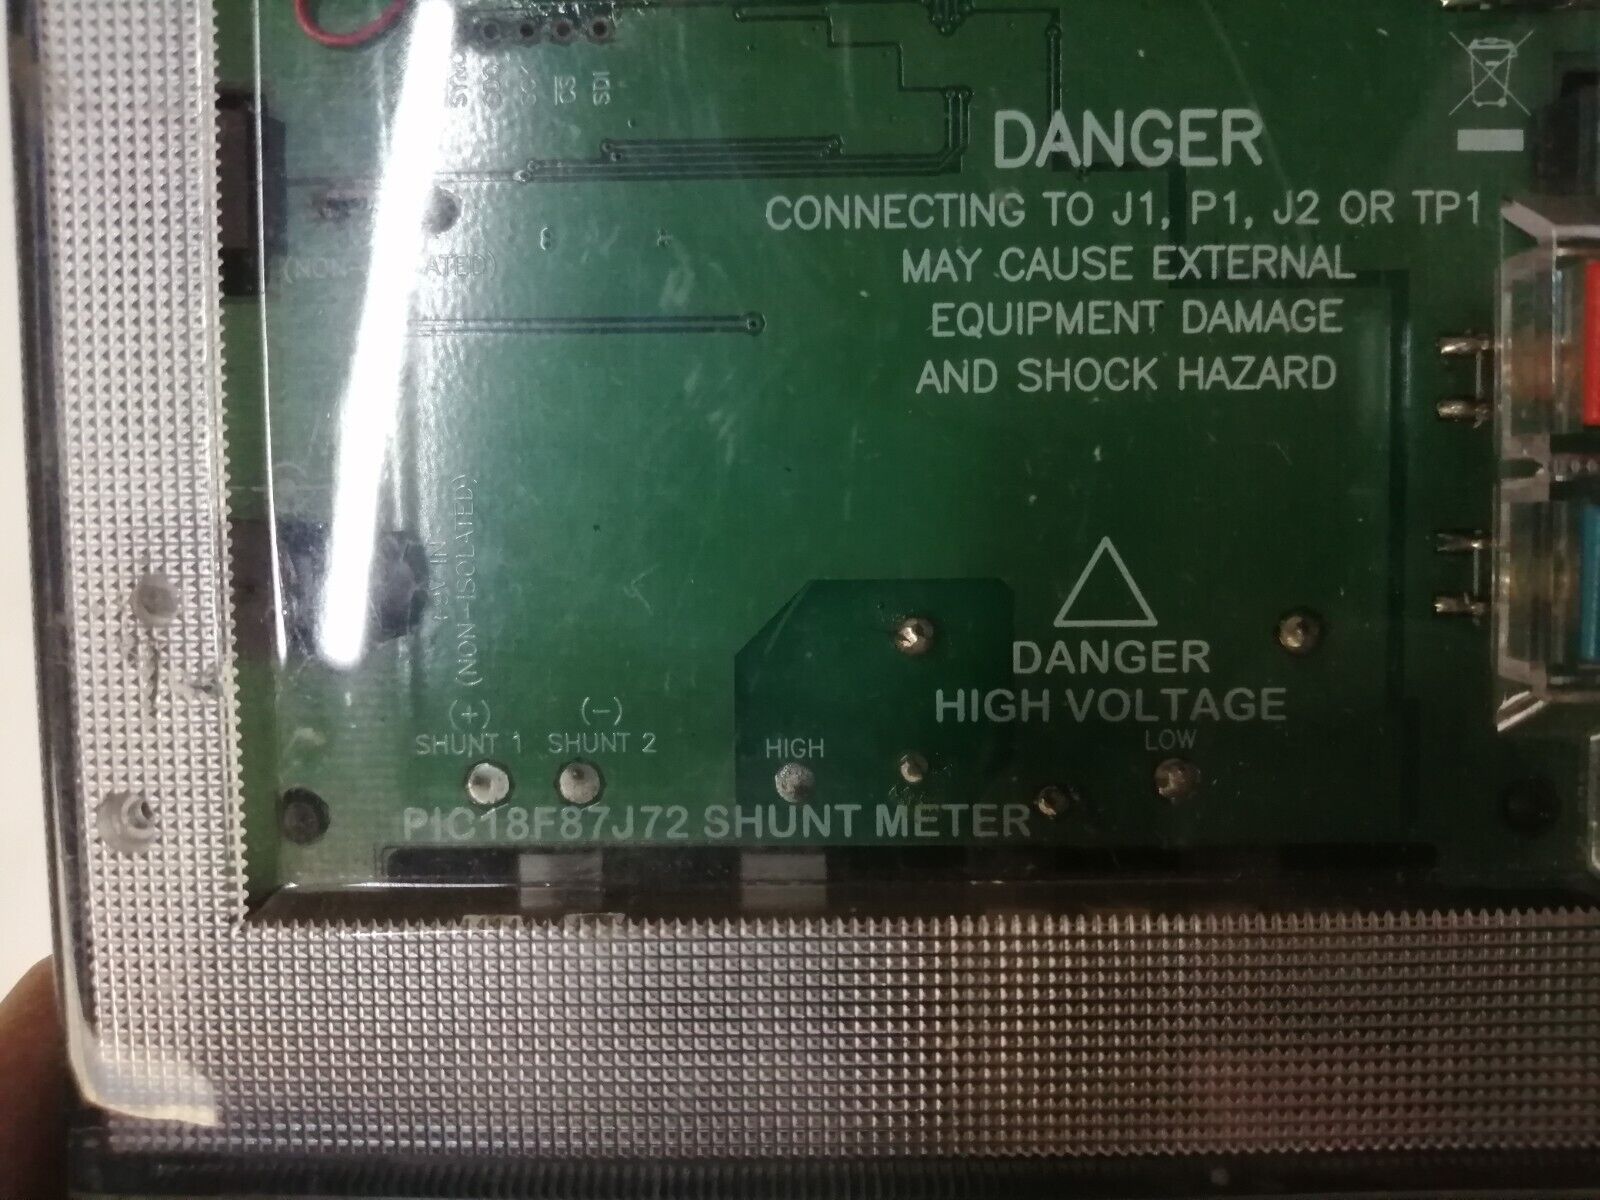 CS
SDI
DANGER
CONNECTING TO J1, P1, J2 OR TP1
MAY CAUSE EXTERNAL
EQUIPMENT DAMAGE
AND SHOCK HAZARD
(NON-ISOLATED)
DANGER
HIGH VOLTAGE
(+)
SHUNT 1
(-)
SHUNT 2
HIGH
LOW
PIC18F87J72 SHUNT METER